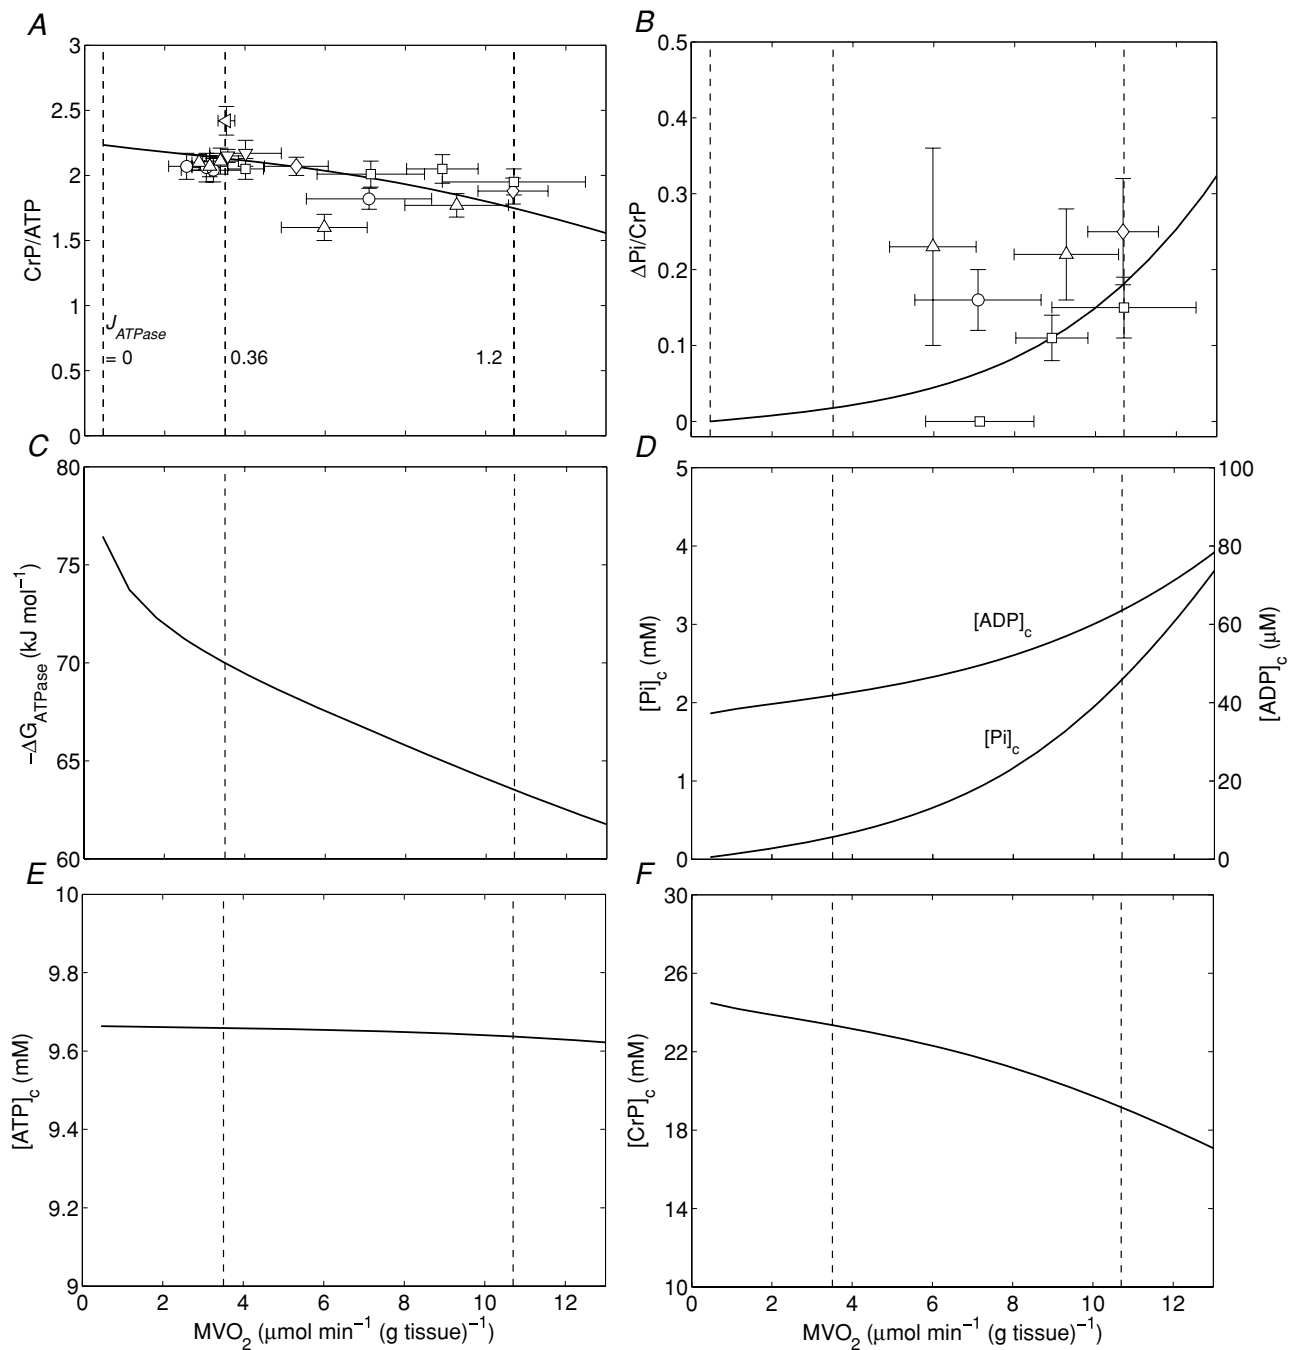 A
3
2.5
2
1.5
1
0.5
0
CrP/ATP
J_ATPase
= 0
0.36
1.2
B
0.5
0.4
0.3
0.2
0.1
0
ΔPi/CrP
C
80
75
70
65
60
−ΔG_ATPase (kJ mol⁻¹)
D
5
4
3
2
1
0
[Pi]_c (mM)
[ADP]_c
[Pi]_c
100
80
60
40
20
0
[ADP]_c (μM)
E
10
9.8
9.6
9.4
9.2
9
[ATP]_c (mM)
0 2 4 6 8 10 12
MVO₂ (μmol min⁻¹ (g tissue)⁻¹)
F
30
26
22
18
14
10
[CrP]_c (mM)
0 2 4 6 8 10 12
MVO₂ (μmol min⁻¹ (g tissue)⁻¹)